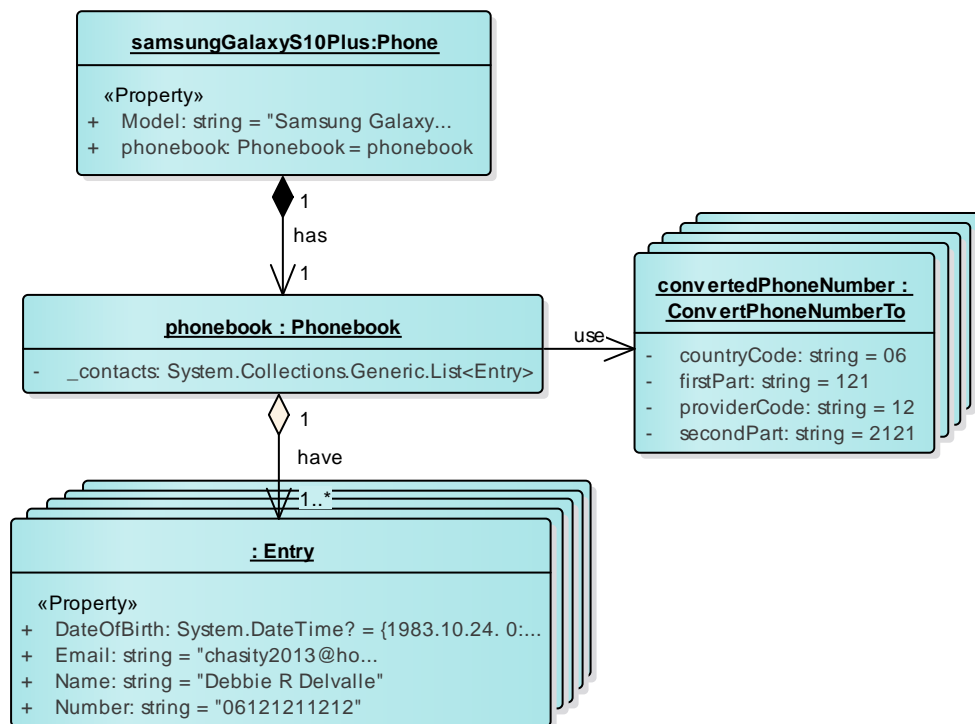 samsungGalaxyS10Plus:Phone
«Property»
+ Model: string = "Samsung Galaxy...
+ phonebook: Phonebook = phonebook
1
has
1
phonebook : Phonebook
- _contacts: System.Collections.Generic.List<Entry>
use
convertedPhoneNumber :
ConvertPhoneNumberTo
- countryCode: string = 06
- firstPart: string = 121
- providerCode: string = 12
- secondPart: string = 2121
1
have
1..*
: Entry
«Property»
+ DateOfBirth: System.DateTime? = {1983.10.24. 0:...
+ Email: string = "chasity2013@ho...
+ Name: string = "Debbie R Delvalle"
+ Number: string = "06121211212"